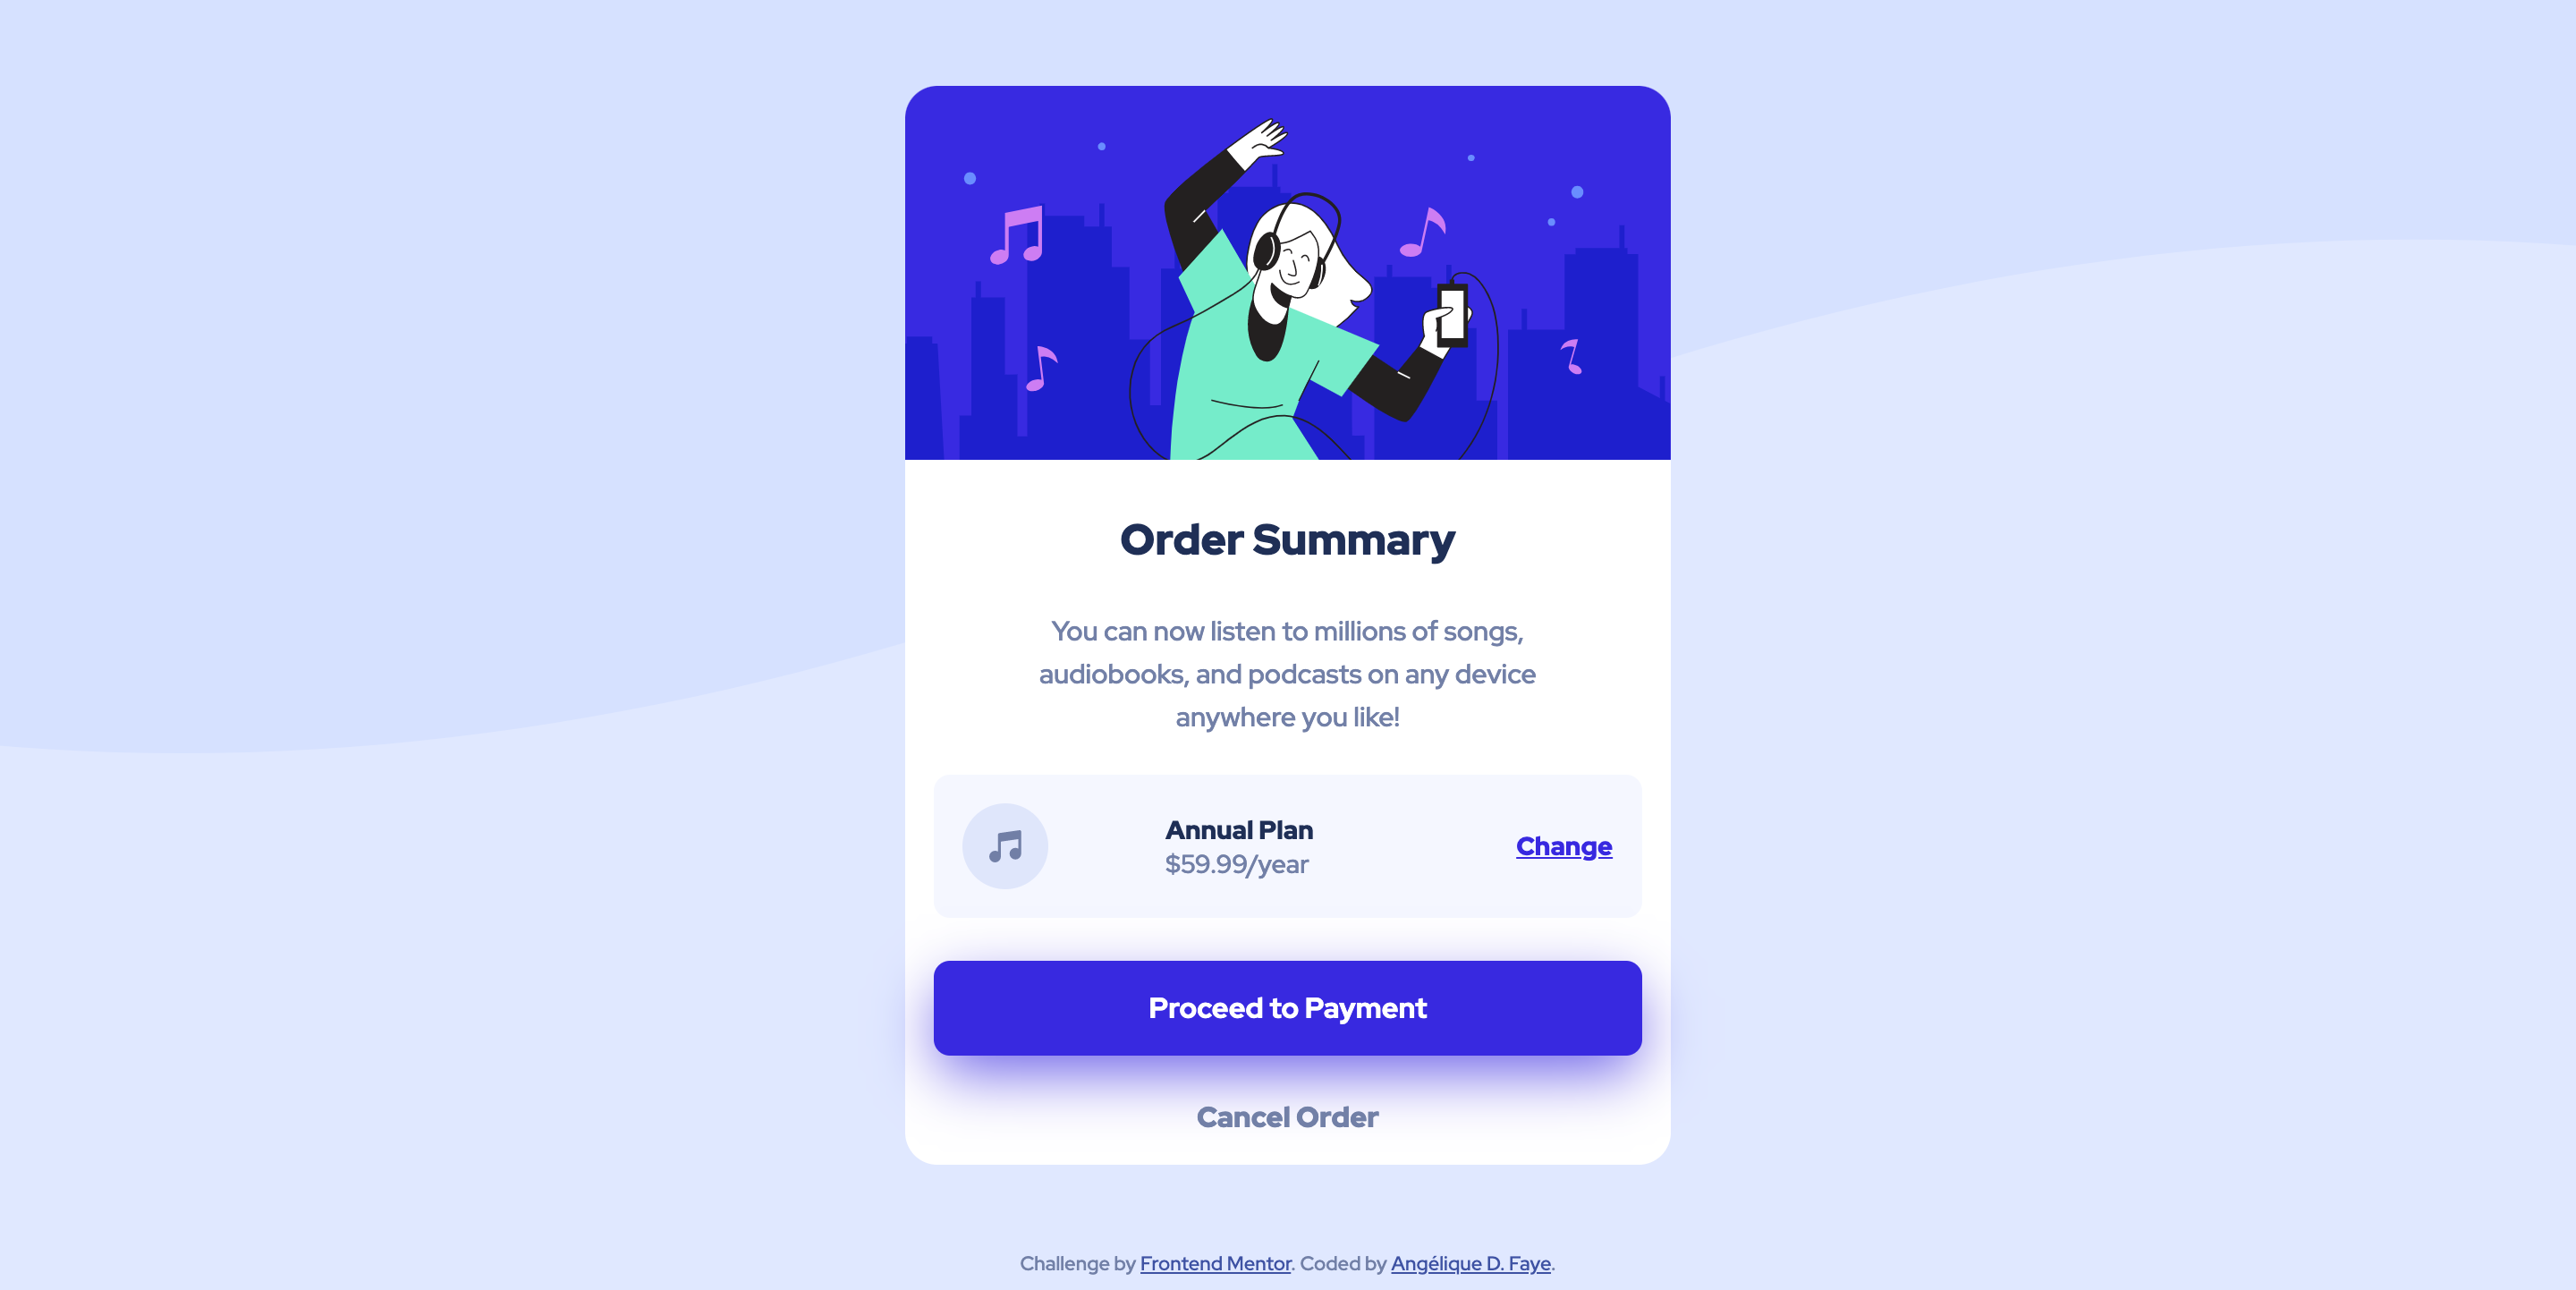 Order Summary
You can now listen to millions of songs,
audiobooks, and podcasts on any device
anywhere you like!
Annual Plan
$59.99/year
Change
Proceed to Payment
Cancel Order
Challenge by Frontend Mentor. Coded by Angélique D. Faye.